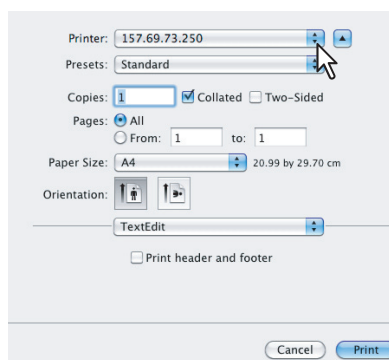 Printer: 157.69.73.250
Presets: Standard
Copies: 1 Collated Two-Sided
Pages: All
From: 1 to: 1
Paper Size: A4 20.99 by 29.70 cm
Orientation:
TextEdit
Print header and footer
Cancel Print